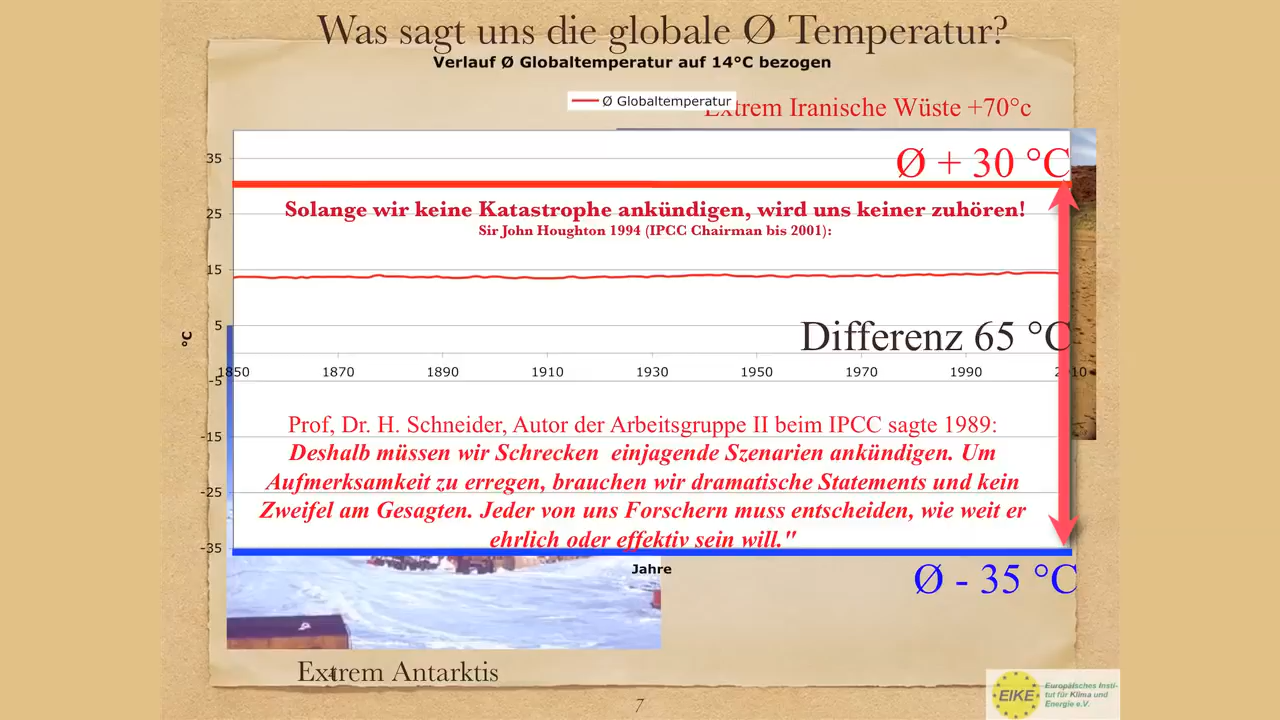 Was sagt uns die globale Ø Temperatur?
Verlauf Ø Globaltemperatur auf 14°C bezogen
Ø Globaltemperatur
Extrem Iranische Wüste +70°c
35
Ø + 30 °C
Solange wir keine Katastrophe ankündigen, wird uns keiner zuhören!
25
Sir John Houghton 1994 (IPCC Chairman bis 2001):
15
5
Differenz 65 °C
°C
1850 1870 1890 1910 1930 1950 1970 1990 2010
-5
Prof, Dr. H. Schneider, Autor der Arbeitsgruppe II beim IPCC sagte 1989:
-15
Deshalb müssen wir Schrecken einjagende Szenarien ankündigen. Um
Aufmerksamkeit zu erregen, brauchen wir dramatische Statements und kein
-25
Zweifel am Gesagten. Jeder von uns Forschern muss entscheiden, wie weit er
ehrlich oder effektiv sein will."
-35
Jahre
Ø - 35 °C
Extrem Antarktis
7
EIKE
Europäisches Insti-
tut für Klima und
Energie e.V.